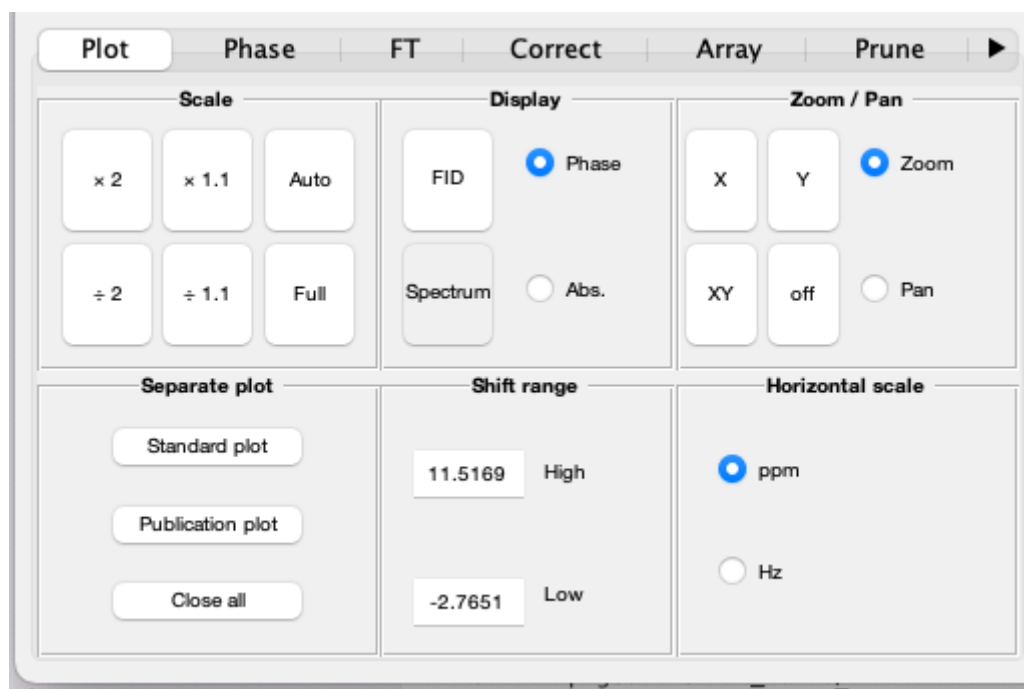 Plot Phase FT Correct Array Prune ▶
Scale
× 2 × 1.1 Auto
÷ 2 ÷ 1.1 Full
Display
FID Phase
Spectrum Abs.
Zoom / Pan
X Y Zoom
XY off Pan
Separate plot
Standard plot
Publication plot
Close all
Shift range
11.5169 High
-2.7651 Low
Horizontal scale
ppm
Hz